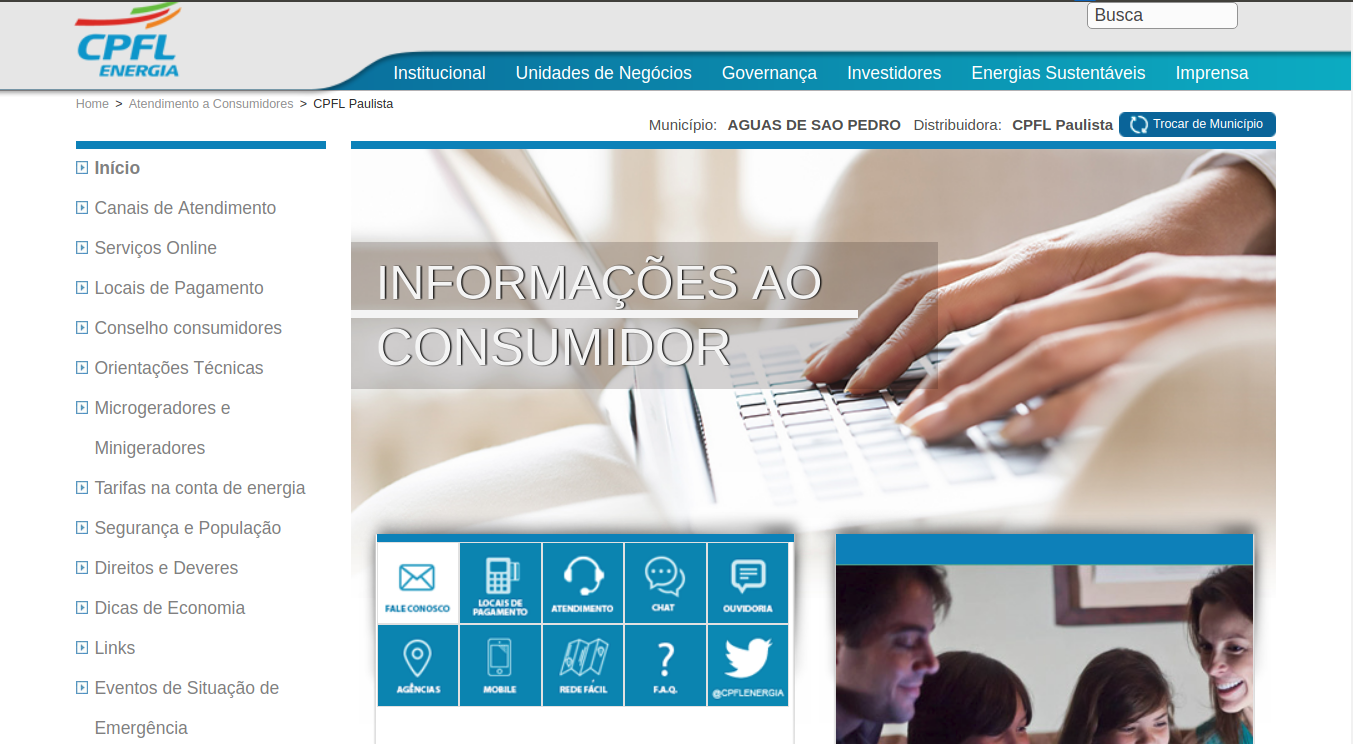 Busca
CPFL
ENERGIA
Institucional Unidades de Negócios Governança Investidores Energias Sustentáveis Imprensa
Home > Atendimento a Consumidores > CPFL Paulista
Município: AGUAS DE SAO PEDRO Distribuidora: CPFL Paulista Trocar de Município
Início
Canais de Atendimento
Serviços Online
Locais de Pagamento
Conselho consumidores
Orientações Técnicas
Microgeradores e
Minigeradores
Tarifas na conta de energia
Segurança e População
Direitos e Deveres
Dicas de Economia
Links
Eventos de Situação de
Emergência
INFORMAÇÕES AO
CONSUMIDOR
FALE CONOSCO
LOCAIS DE
PAGAMENTO
ATENDIMENTO
CHAT
OUVIDORIA
AGÊNCIAS
MOBILE
REDE FÁCIL
F.A.Q.
@CPFLENERGIA